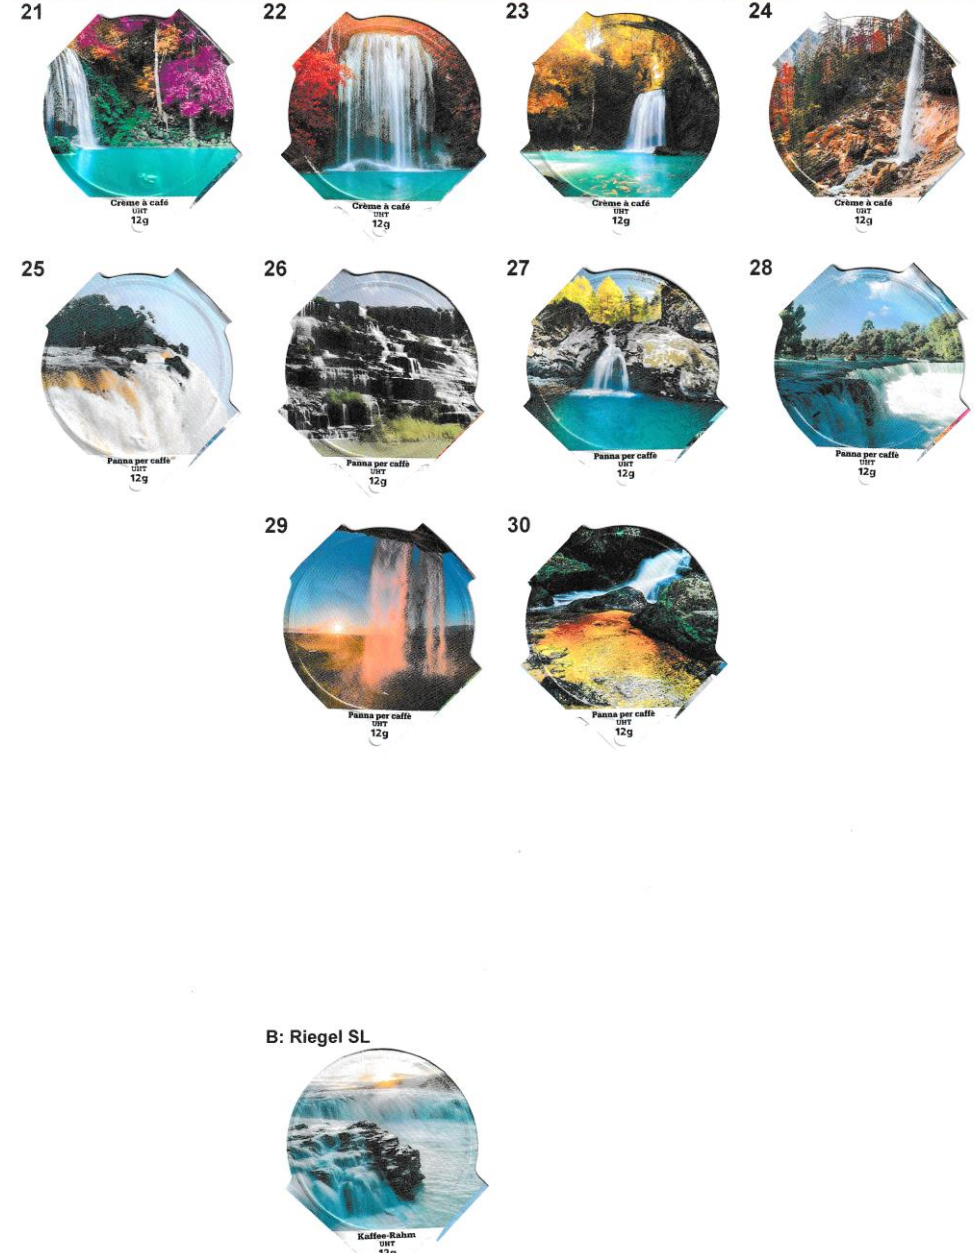 21
22
23
24
Crème à café
UHT
12g
Crème à café
UHT
12g
Crème à café
UHT
12g
Crème à café
UHT
12g
25
26
27
28
Panna per caffè
UHT
12g
Panna per caffè
UHT
12g
Panna per caffè
UHT
12g
Panna per caffè
UHT
12g
29
30
Panna per caffè
UHT
12g
Panna per caffè
UHT
12g
B: Riegel SL
Kaffee-Rahm
UHT
12g